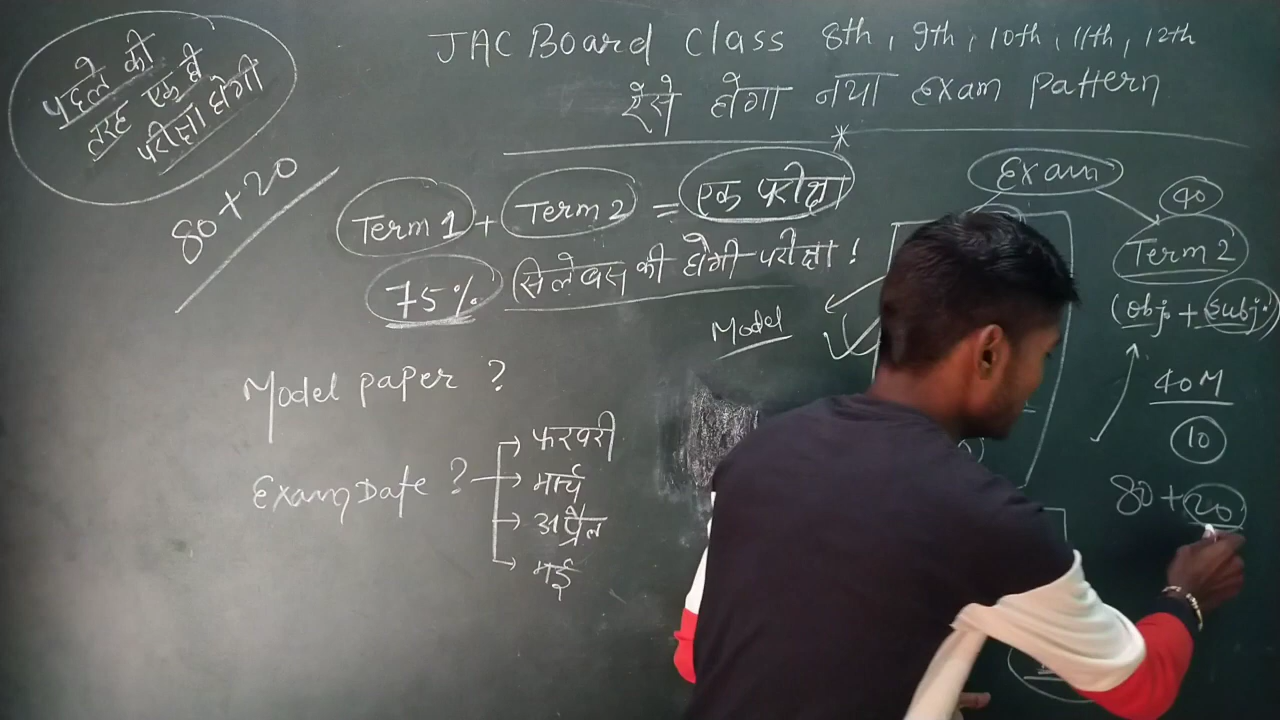 पहले की
तरह एक ही
परीक्षा होगी
80+20
JAC Board Class 8th, 9th, 10th, 11th, 12th
ऐसे होगा नया Exam Pattern
Term 1 + Term 2 = एक परीक्षा
75% सिलेबस की होगी परीक्षा!
Model paper ?
Exam Date ?
फरवरी
मार्च
अप्रैल
मई
Model
Exam
40
Term 2
(obj + Subj)
40M
10
80+20